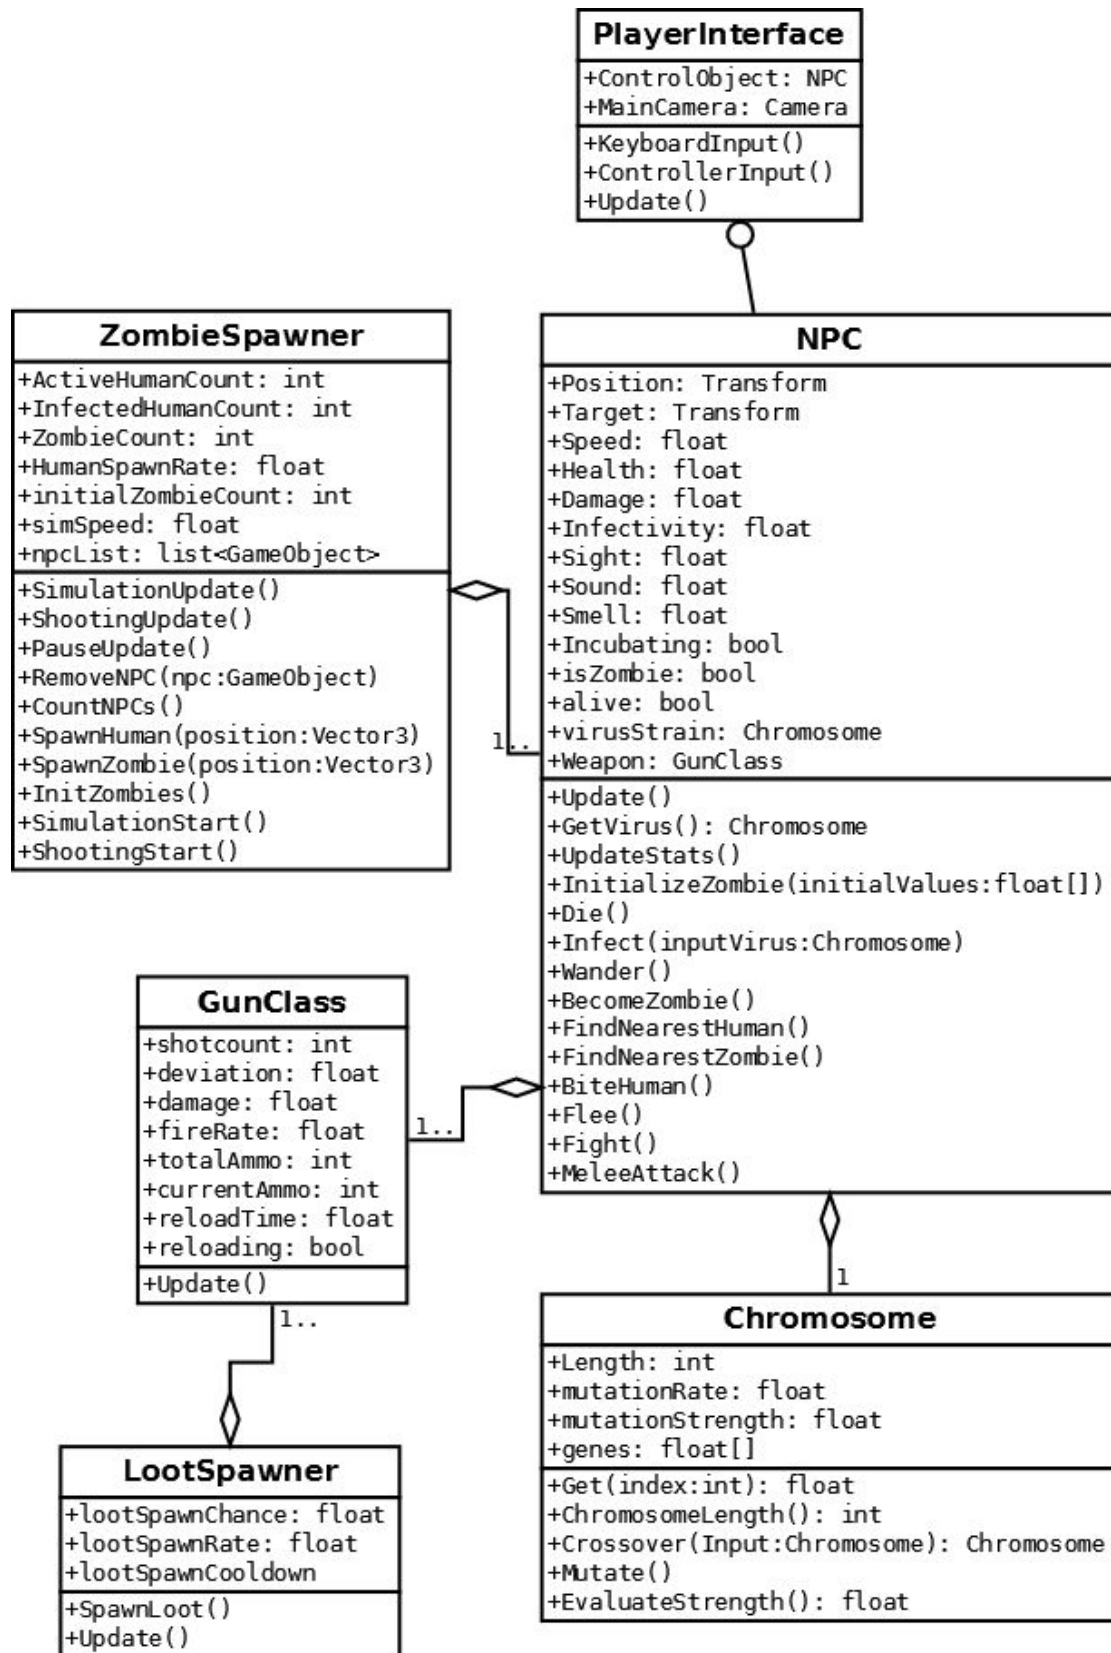 PlayerInterface
+ControlObject: NPC
+MainCamera: Camera
+KeyboardInput()
+ControllerInput()
+Update()
ZombieSpawner
+ActiveHumanCount: int
+InfectedHumanCount: int
+ZombieCount: int
+HumanSpawnRate: float
+initialZombieCount: int
+simSpeed: float
+npcList: list<GameObject>
+SimulationUpdate()
+ShootingUpdate()
+PauseUpdate()
+RemoveNPC(npc:GameObject)
+CountNPCs()
+SpawnHuman(position:Vector3)
+SpawnZombie(position:Vector3)
+InitZombies()
+SimulationStart()
+ShootingStart()
1..
NPC
+Position: Transform
+Target: Transform
+Speed: float
+Health: float
+Damage: float
+Infectivity: float
+Sight: float
+Sound: float
+Smell: float
+Incubating: bool
+isZombie: bool
+alive: bool
+virusStrain: Chromosome
+Weapon: GunClass
+Update()
+GetVirus(): Chromosome
+UpdateStats()
+InitializeZombie(initialValues:float[])
+Die()
+Infect(inputVirus:Chromosome)
+Wander()
+BecomeZombie()
+FindNearestHuman()
+FindNearestZombie()
+BiteHuman()
+Flee()
+Fight()
+MeleeAttack()
GunClass
+shotcount: int
+deviation: float
+damage: float
+fireRate: float
+totalAmmo: int
+currentAmmo: int
+reloadTime: float
+reloading: bool
+Update()
1..
1..
1
LootSpawner
+lootSpawnChance: float
+lootSpawnRate: float
+lootSpawnCooldown
+SpawnLoot()
+Update()
Chromosome
+Length: int
+mutationRate: float
+mutationStrength: float
+genes: float[]
+Get(index:int): float
+ChromosomeLength(): int
+Crossover(Input:Chromosome): Chromosome
+Mutate()
+EvaluateStrength(): float